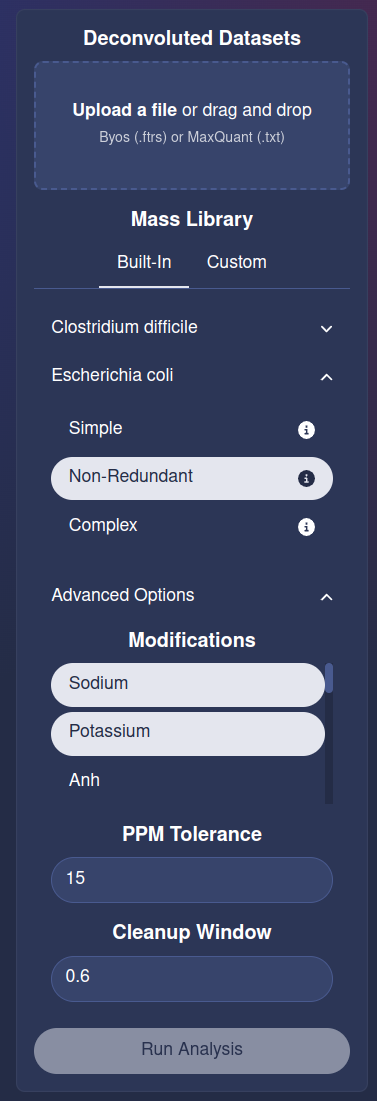 Deconvoluted Datasets
Upload a file or drag and drop
Byos (.ftrs) or MaxQuant (.txt)
Mass Library
Built-In Custom
Clostridium difficile
Escherichia coli
Simple
Non-Redundant
Complex
Advanced Options
Modifications
Sodium
Potassium
Anh
PPM Tolerance
15
Cleanup Window
0.6
Run Analysis